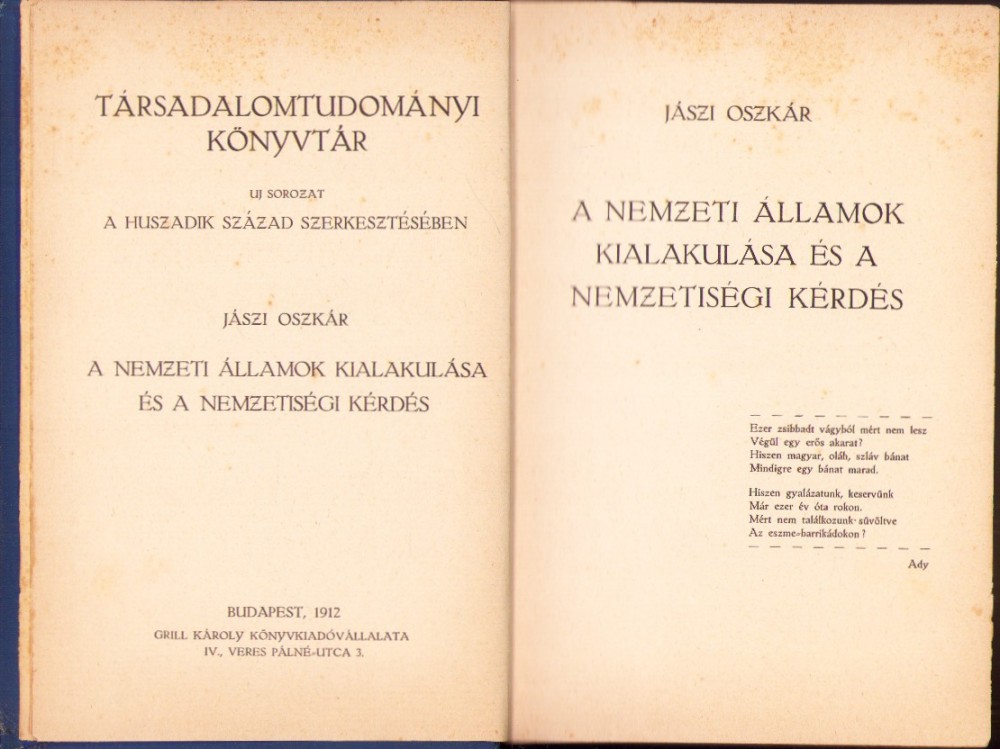 TÁRSADALOMTUDOMÁNYI
KÖNYVTÁR
UJ SOROZAT
A HUSZADIK SZÁZAD SZERKESZTÉSÉBEN
JÁSZI OSZKÁR
A NEMZETI ÁLLAMOK KIALAKULÁSA
ÉS A NEMZETISÉGI KÉRDÉS
BUDAPEST, 1912
GRILL KÁROLY KÖNYVKIADÓVÁLLALATA
IV., VERES PÁLNÉ-UTCA 3.
JÁSZI OSZKÁR
A NEMZETI ÁLLAMOK
KIALAKULÁSA ÉS A
NEMZETISÉGI KÉRDÉS
Ezer zsibbadt vágyból mért nem lesz
Végül egy erős akarat?
Hiszen magyar, oláh, szláv bánat
Mindigre egy bánat marad.
Hiszen gyalázatunk, keservünk
Már ezer év óta rokon.
Mért nem találkozunk süvöltve
Az eszme-barrikádokon?
Ady